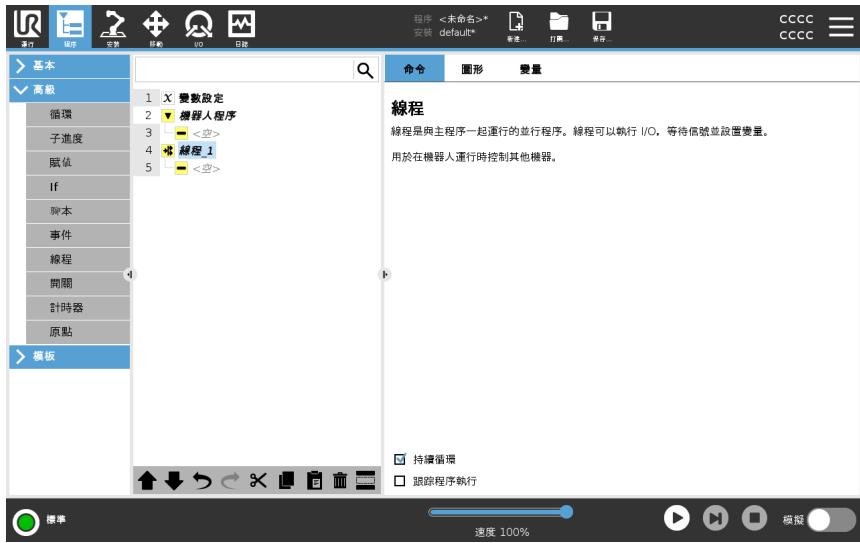 UR
運行
程序
安裝
移動
I/O
日誌
程序 <未命名>*
安裝 default*
新建...
打開...
保存...
cccc
cccc
基本
高級
循環
子進度
賦值
If
腳本
事件
線程
開關
計時器
原點
模板
1 X 變數設定
2 機器人程序
3 <空>
4 線程_1
5 <空>
命令
圖形
變量
線程
線程是與主程序一起運行的並行程序。線程可以執行 I/O，等待信號並設置變量。
用於在機器人運行時控制其他機器。
持續循環
跟踪程序執行
標準
速度 100%
模擬